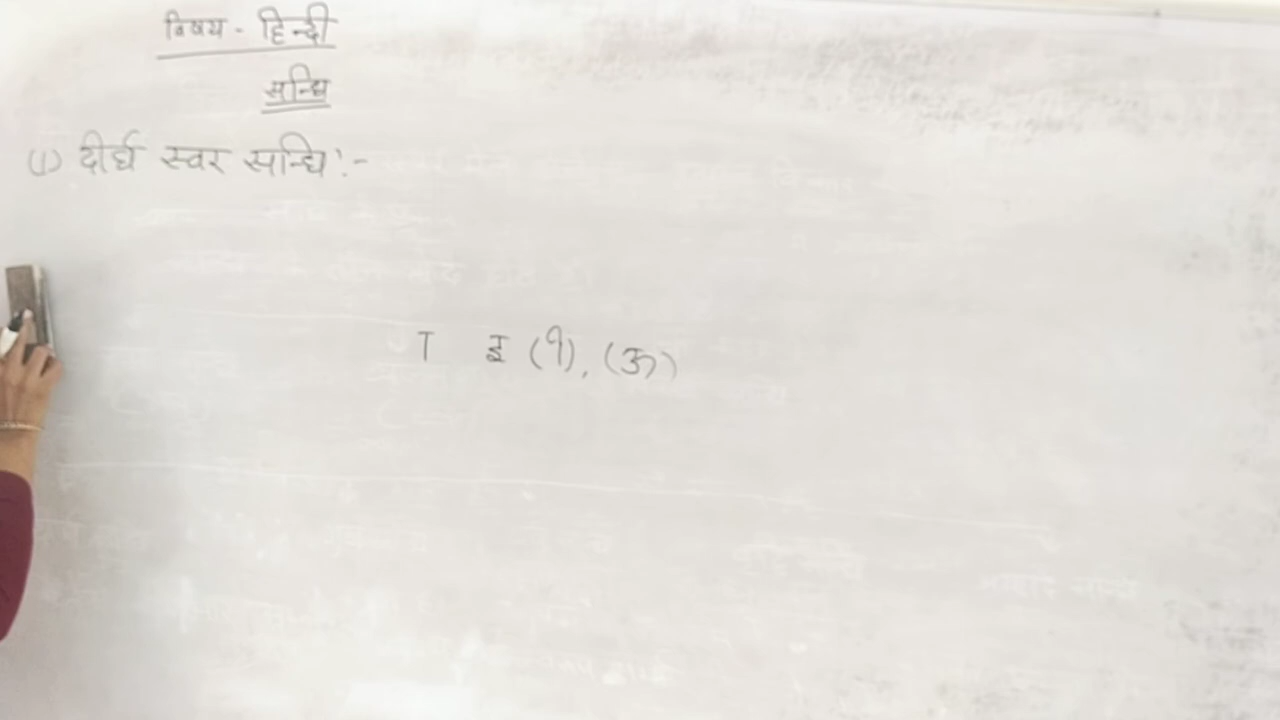 विषय - हिन्दी
सन्धि
(1) दीर्घ स्वर सन्धि :-
ा इ (ी), (ऊ)